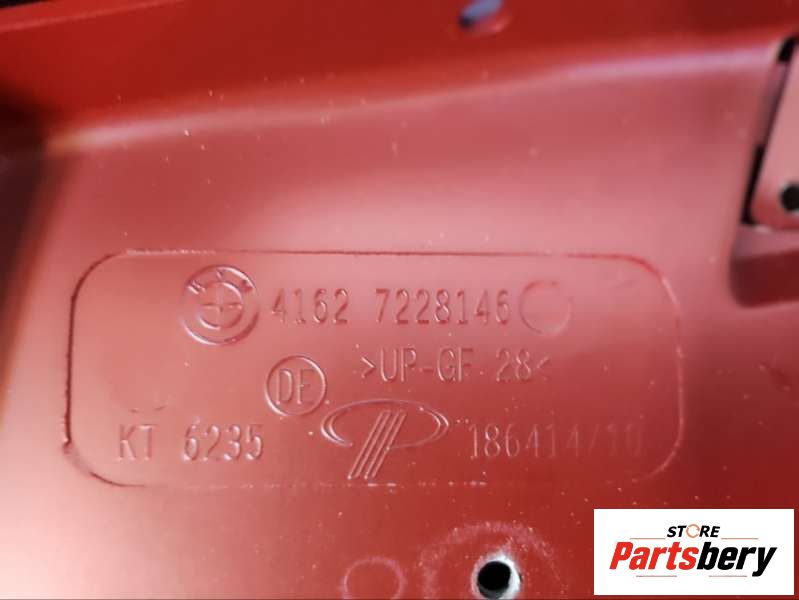 4162 7228146
>UP-GF 28<
DE
KT 6235
186414/10
STORE
Partsbery